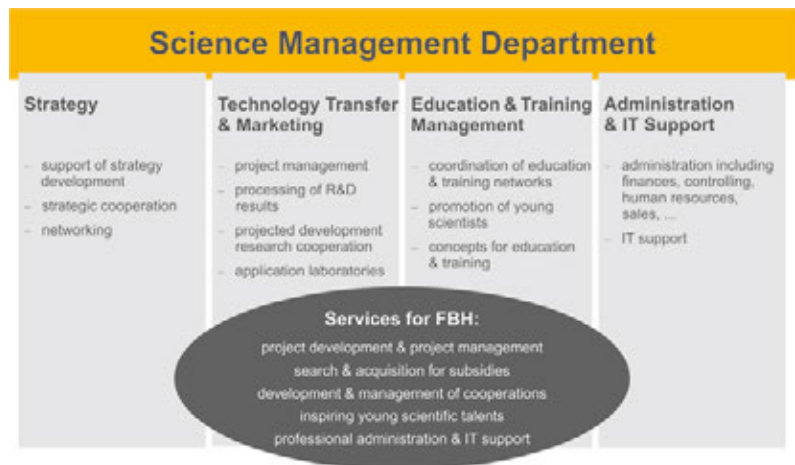 Science Management Department
Strategy
– support of strategy
development
– strategic cooperation
– networking
Technology Transfer
& Marketing
– project management
– processing of R&D
results
– projected development
research cooperation
– application laboratories
Education & Training
Management
– coordination of education
& training networks
– promotion of young
scientists
– concepts for education
& training
Administration
& IT Support
– administration including
finances, controlling,
human resources,
sales, ...
– IT support
Services for FBH:
project development & project management
search & acquisition for subsidies
development & management of cooperations
inspiring young scientific talents
professional administration & IT support